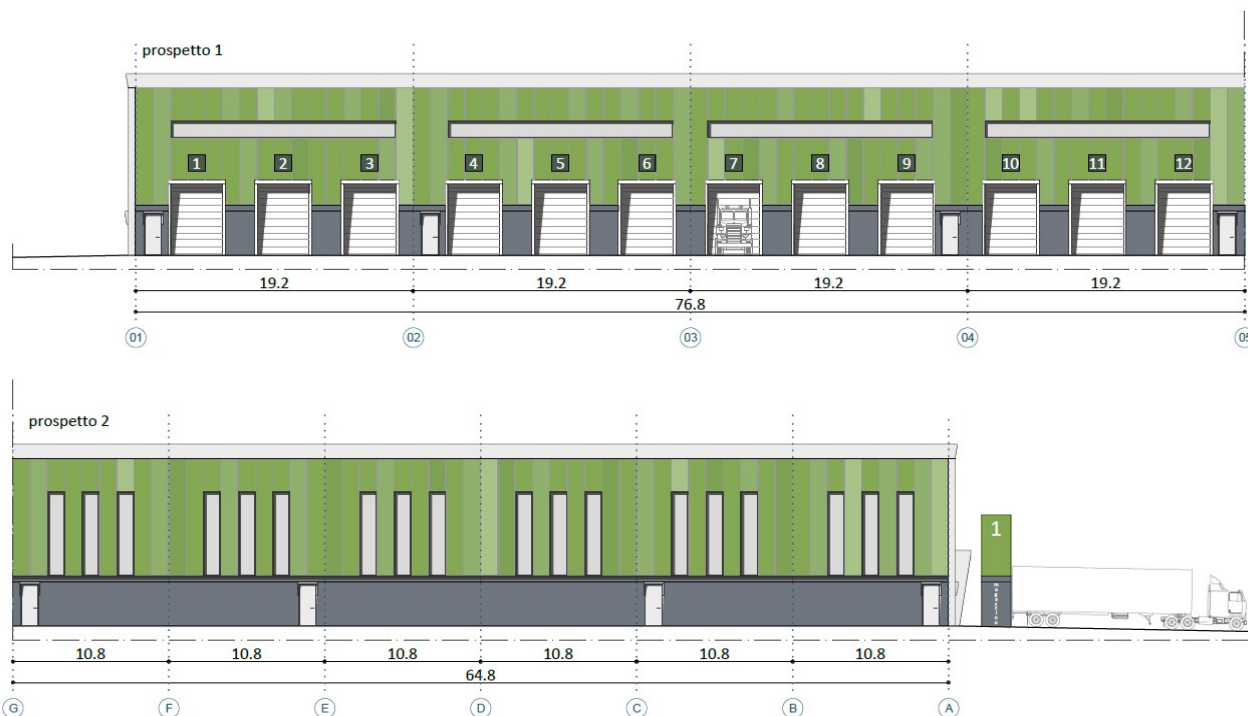 prospetto 1
1 2 3 4 5 6 7 8 9 10 11 12
19.2 19.2 19.2 19.2
76.8
01 02 03 04 05
prospetto 2
1
magazzino
10.8 10.8 10.8 10.8 10.8 10.8
64.8
G F E D C B A